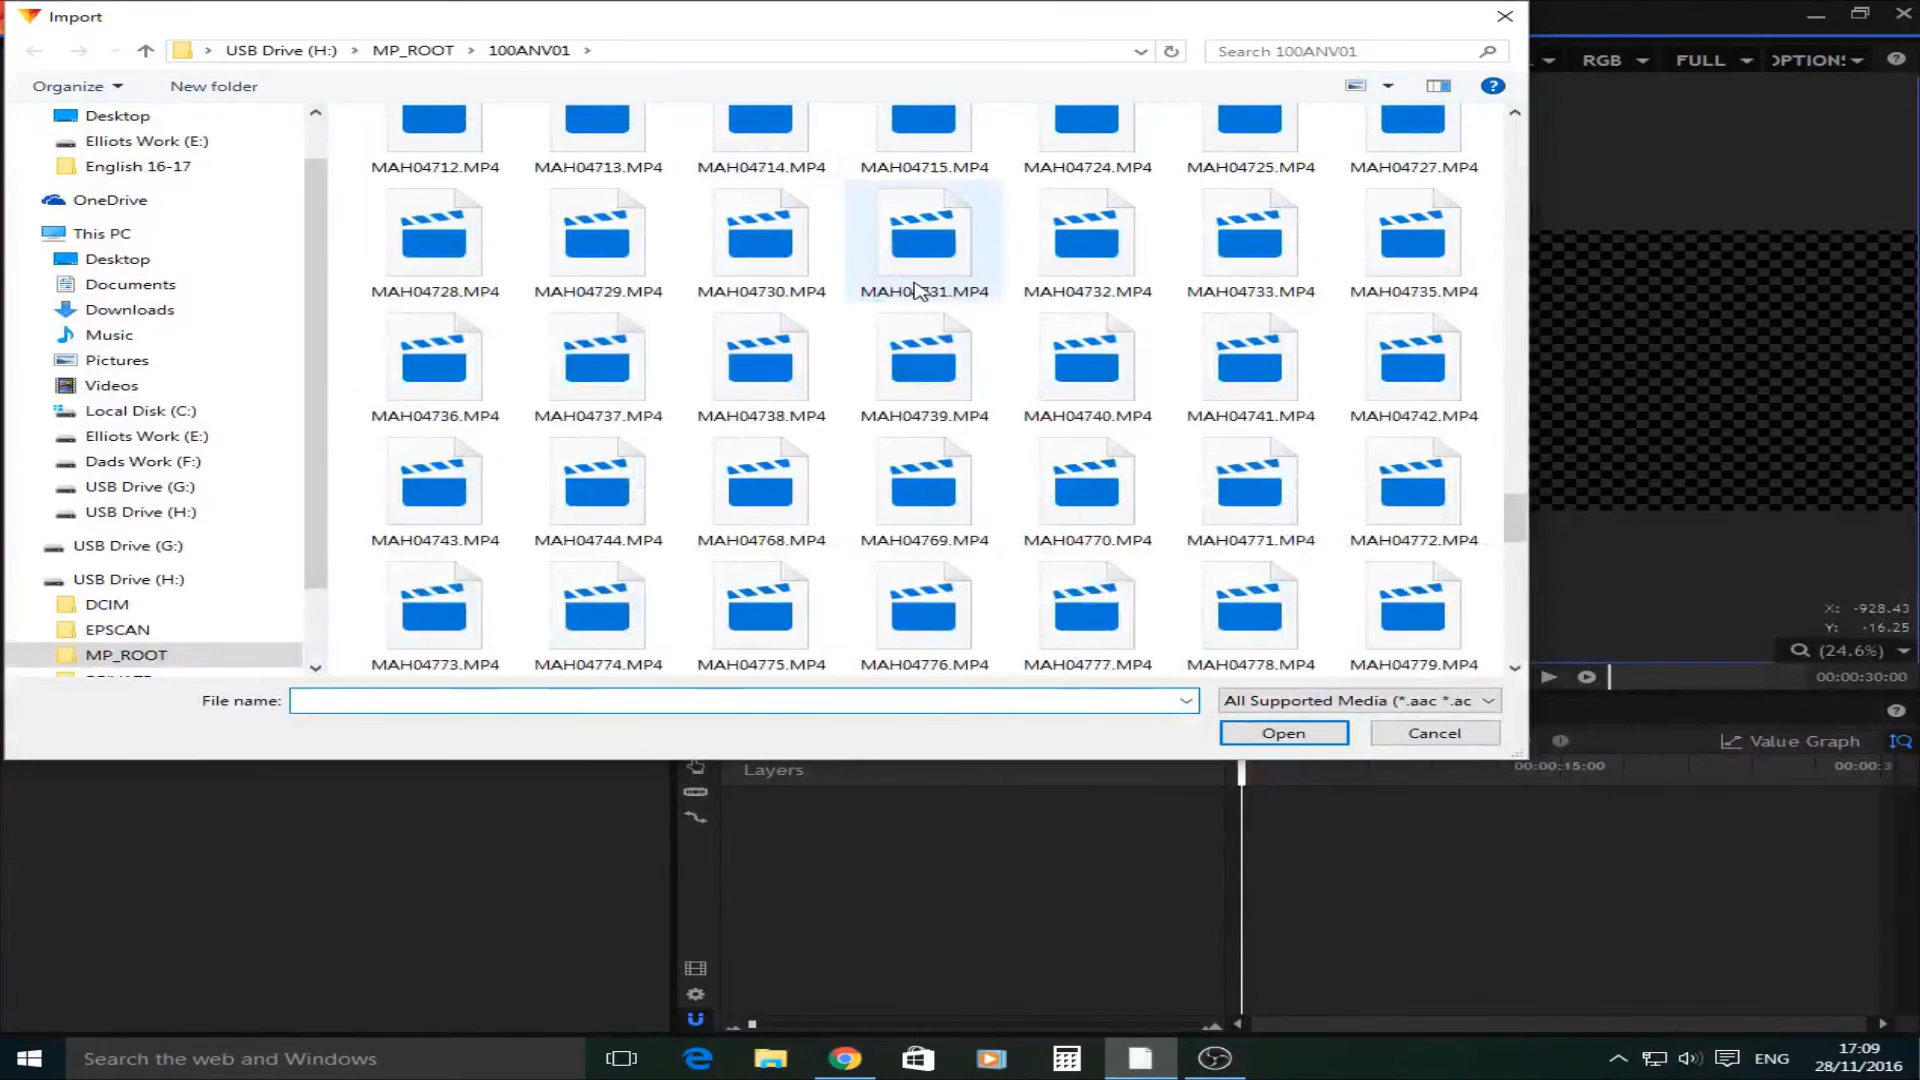 Import
USB Drive (H:) > MP_ROOT > 100ANV01 >
Search 100ANV01
RGB
FULL
Organize
New folder
Desktop
Elliots Work (E:)
English 16-17
OneDrive
This PC
Desktop
Documents
Downloads
Music
Pictures
Videos
Local Disk (C:)
Elliots Work (E:)
Dads Work (F:)
USB Drive (G:)
USB Drive (H:)
USB Drive (G:)
USB Drive (H:)
DCIM
EPSCAN
MP_ROOT
MAH04712.MP4 MAH04713.MP4 MAH04714.MP4 MAH04715.MP4 MAH04724.MP4 MAH04725.MP4 MAH04727.MP4
MAH04728.MP4 MAH04729.MP4 MAH04730.MP4 MAH04731.MP4 MAH04732.MP4 MAH04733.MP4 MAH04735.MP4
MAH04736.MP4 MAH04737.MP4 MAH04738.MP4 MAH04739.MP4 MAH04740.MP4 MAH04741.MP4 MAH04742.MP4
MAH04743.MP4 MAH04744.MP4 MAH04768.MP4 MAH04769.MP4 MAH04770.MP4 MAH04771.MP4 MAH04772.MP4
MAH04773.MP4 MAH04774.MP4 MAH04775.MP4 MAH04776.MP4 MAH04777.MP4 MAH04778.MP4 MAH04779.MP4
File name:
All Supported Media (*.aac *.ac
Open
Cancel
X: -928.43
Y: -16.25
(24.6%)
00:00:30:00
Value Graph
Layers
00:00:15:00
00:00:3
Search the web and Windows
ENG
17:09
28/11/2016